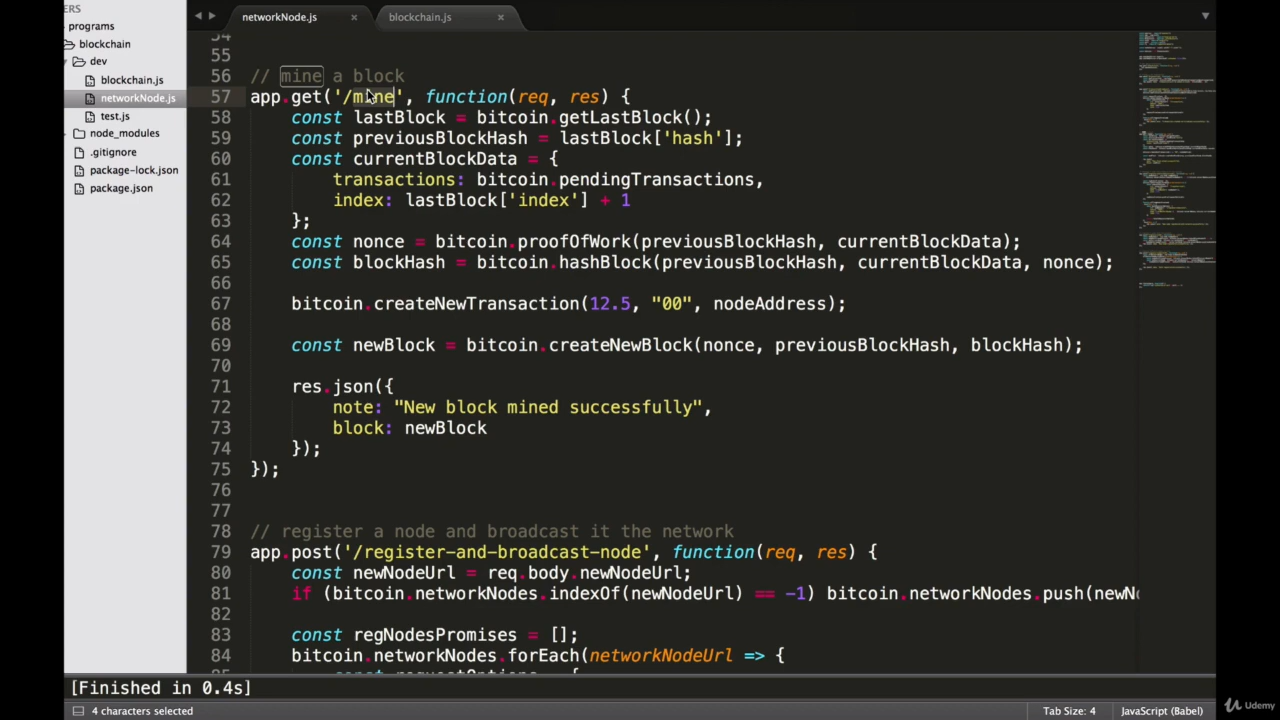 ERS
programs
blockchain
dev
blockchain.js
networkNode.js
test.js
node_modules
.gitignore
package-lock.json
package.json
networkNode.js
blockchain.js
54
55
56 // mine a block
57 app.get('/mine', function(req, res) {
58 const lastBlock = bitcoin.getLastBlock();
59 const previousBlockHash = lastBlock['hash'];
60 const currentBlockData = {
61 transactions: bitcoin.pendingTransactions,
62 index: lastBlock['index'] + 1
63 };
64 const nonce = bitcoin.proofOfWork(previousBlockHash, currentBlockData);
65 const blockHash = bitcoin.hashBlock(previousBlockHash, currentBlockData, nonce);
66
67 bitcoin.createNewTransaction(12.5, "00", nodeAddress);
68
69 const newBlock = bitcoin.createNewBlock(nonce, previousBlockHash, blockHash);
70
71 res.json({
72 note: "New block mined successfully",
73 block: newBlock
74 });
75 });
76
77
78 // register a node and broadcast it the network
79 app.post('/register-and-broadcast-node', function(req, res) {
80 const newNodeUrl = req.body.newNodeUrl;
81 if (bitcoin.networkNodes.indexOf(newNodeUrl) == -1) bitcoin.networkNodes.push(newNo
82
83 const regNodesPromises = [];
84 bitcoin.networkNodes.forEach(networkNodeUrl => {
[Finished in 0.4s]
4 characters selected
Tab Size: 4
JavaScript (Babel)
Udemy